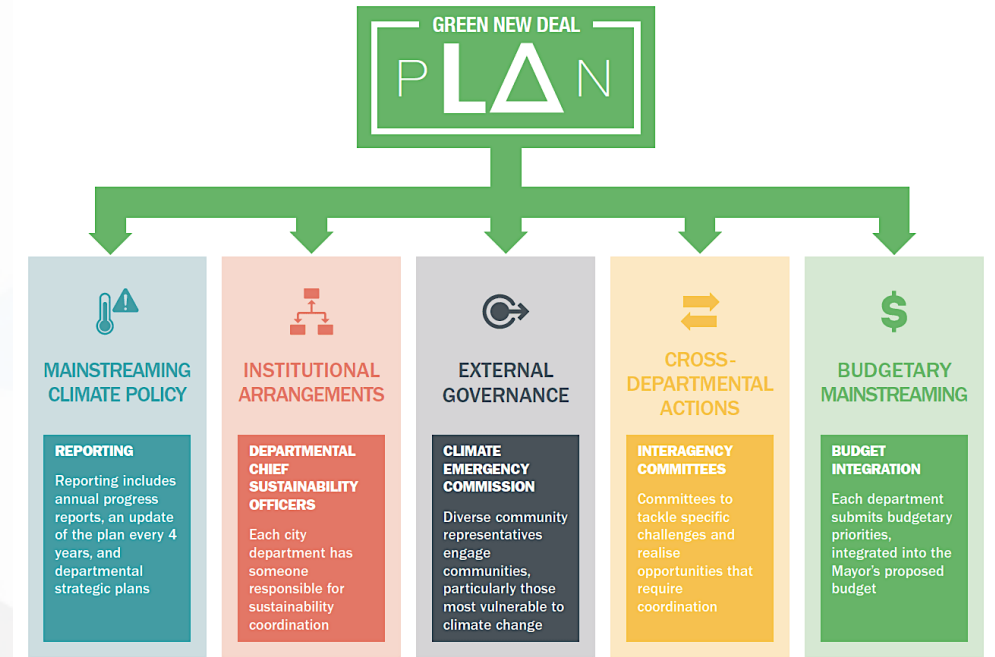 GREEN NEW DEAL
PLAN
MAINSTREAMING
CLIMATE POLICY
REPORTING
Reporting includes
annual progress
reports, an update
of the plan every 4
years, and
departmental
strategic plans
INSTITUTIONAL
ARRANGEMENTS
DEPARTMENTAL
CHIEF
SUSTAINABILITY
OFFICERS
Each city
department has
someone
responsible for
sustainability
coordination
EXTERNAL
GOVERNANCE
CLIMATE
EMERGENCY
COMMISSION
Diverse community
representatives
engage
communities,
particularly those
most vulnerable to
climate change
CROSS-
DEPARTMENTAL
ACTIONS
INTERAGENCY
COMMITTEES
Committees to
tackle specific
challenges and
realise
opportunities that
require
coordination
$
BUDGETARY
MAINSTREAMING
BUDGET
INTEGRATION
Each department
submits budgetary
priorities,
integrated into the
Mayor's proposed
budget